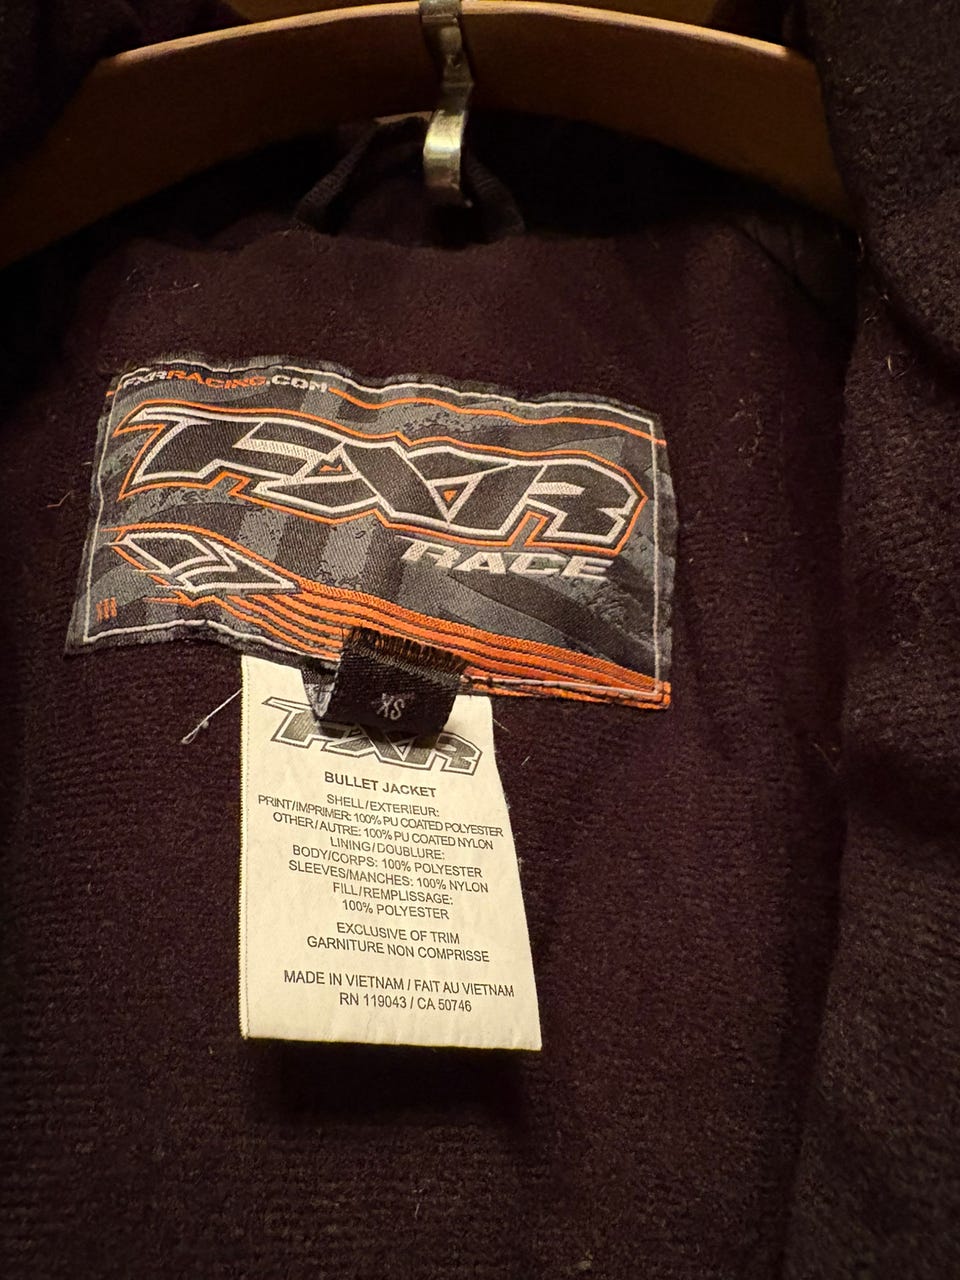 FXRRACING.COM
FXR
RACE
XS
FXR
BULLET JACKET
SHELL/EXTERIEUR:
PRINT/IMPRIMER: 100% PU COATED POLYESTER
OTHER/AUTRE: 100% PU COATED NYLON
LINING/DOUBLURE:
BODY/CORPS: 100% POLYESTER
SLEEVES/MANCHES: 100% NYLON
FILL/REMPLISSAGE:
100% POLYESTER
EXCLUSIVE OF TRIM
GARNITURE NON COMPRISSE
MADE IN VIETNAM / FAIT AU VIETNAM
RN 119043 / CA 50746